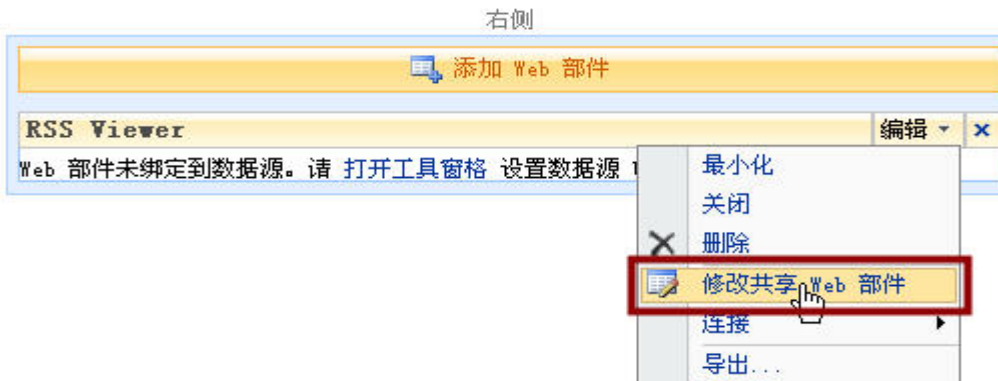 右侧
添加 Web 部件
RSS Viewer 编辑
Web 部件未绑定到数据源。请 打开工具窗格 设置数据源
最小化
关闭
删除
修改共享 Web 部件
连接
导出...